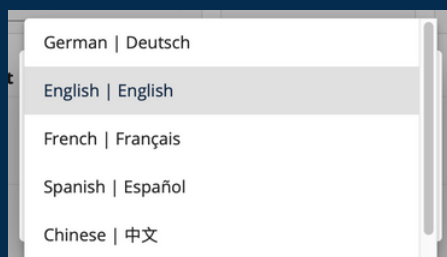 German | Deutsch
t
English | English
French | Français
Spanish | Español
Chinese | 中文